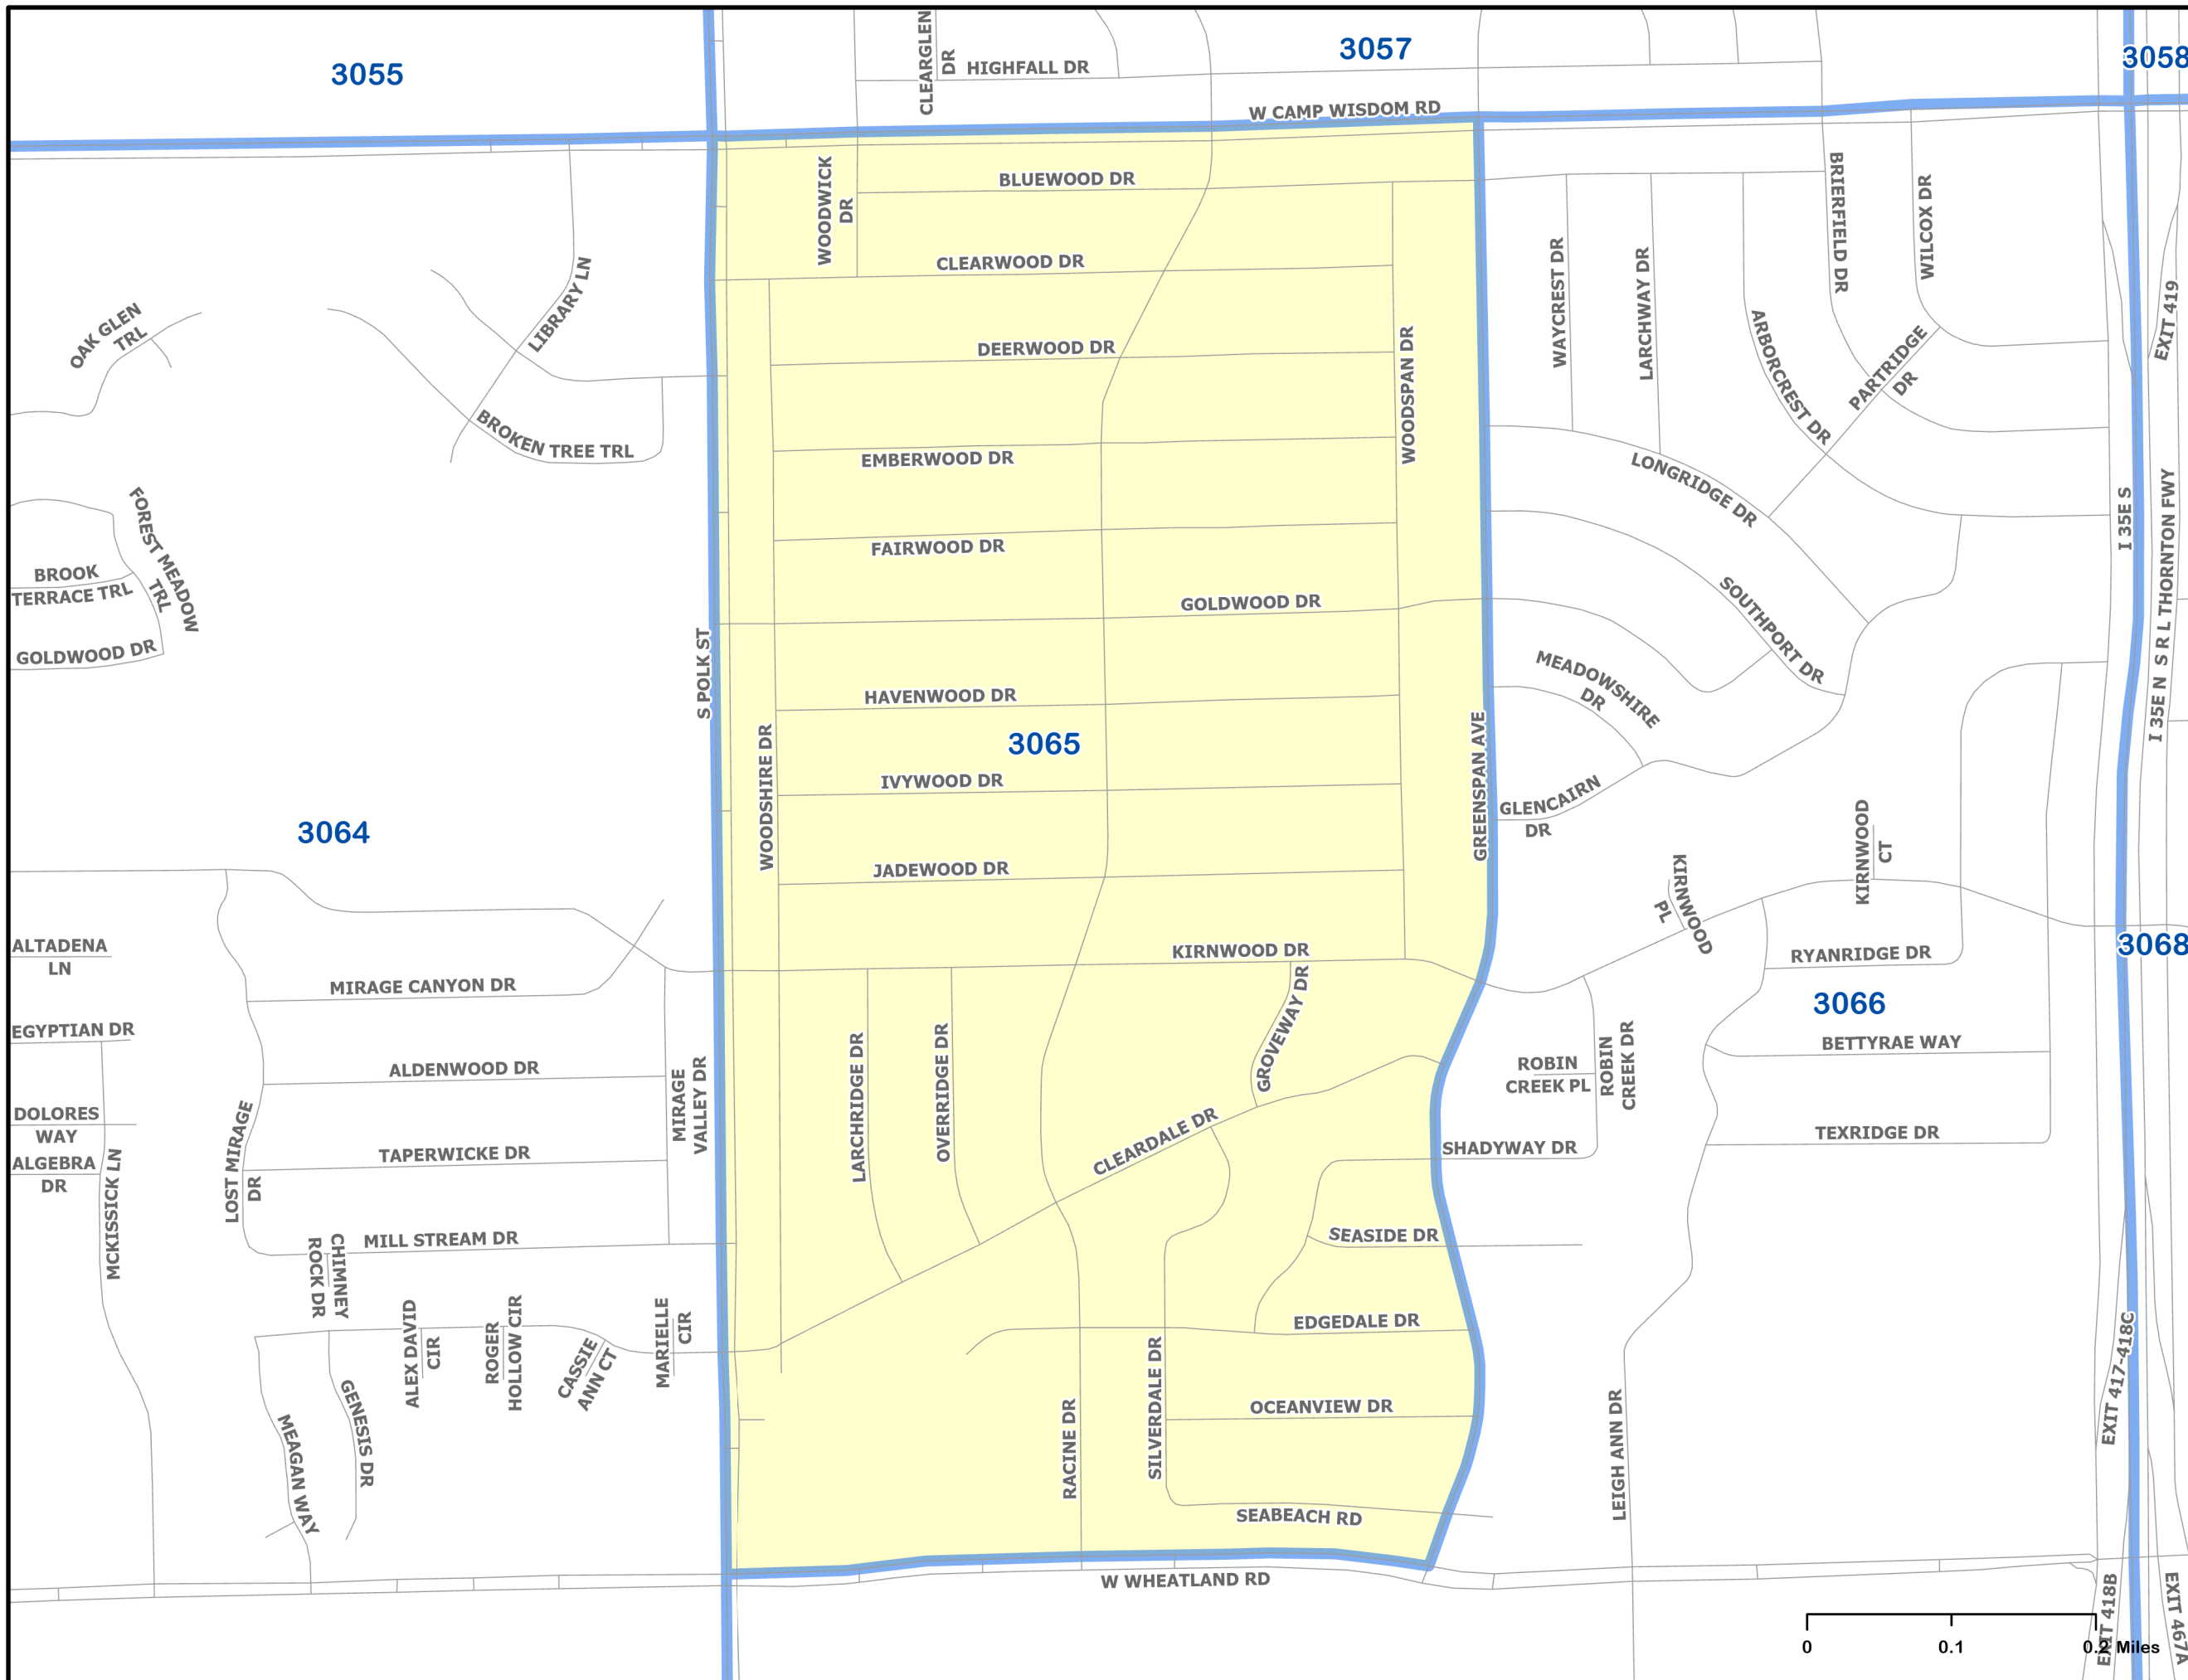 3055
CLEARGLEN
DR
HIGHFALL DR
3057
3058
W CAMP WISDOM RD
WOODWICK
DR
BLUEWOOD DR
CLEARWOOD DR
DEERWOOD DR
WOODSPAN DR
EMBERWOOD DR
FAIRWOOD DR
GOLDWOOD DR
HAVENWOOD DR
3065
IVYWOOD DR
JADEWOOD DR
KIRNWOOD DR
WOODSHIRE DR
S POLK ST
GREENSPAN AVE
LIBRARY LN
OAK GLEN
TRL
BROKEN TREE TRL
FOREST MEADOW
TRL
BROOK
TERRACE TRL
GOLDWOOD DR
3064
ALTADENA
LN
EGYPTIAN DR
DOLORES
WAY
ALGEBRA
DR
MCKISSICK LN
MIRAGE CANYON DR
ALDENWOOD DR
TAPERWICKE DR
MILL STREAM DR
LOST MIRAGE
DR
MIRAGE
VALLEY DR
CHIMNEY
ROCK DR
ALEX DAVID
CIR
ROGER
HOLLOW CIR
CASSIE
ANN CT
MARIELLE
CIR
GENESIS DR
MEAGAN WAY
LARCHRIDGE DR
OVERRIDGE DR
GROVEWAY DR
CLEARDALE DR
SHADYWAY DR
SEASIDE DR
EDGEDALE DR
OCEANVIEW DR
SEABEACH RD
RACINE DR
SILVERDALE DR
W WHEATLAND RD
WAYCREST DR
LARCHWAY DR
ARBORCREST DR
BRIERFIELD DR
WILCOX DR
PARTRIDGE
DR
LONGRIDGE DR
SOUTHPORT DR
MEADOWSHIRE
DR
GLENCAIRN
DR
KIRNWOOD
PL
KIRNWOOD
CT
RYANRIDGE DR
3066
BETTYRAE WAY
TEXRIDGE DR
ROBIN
CREEK PL
ROBIN
CREEK DR
LEIGH ANN DR
EXIT 419
I 35E S
I 35E N S R L THORNTON FWY
3068
EXIT 417-418C
EXIT 418B
EXIT 467A
0
0.1
0.2 Miles